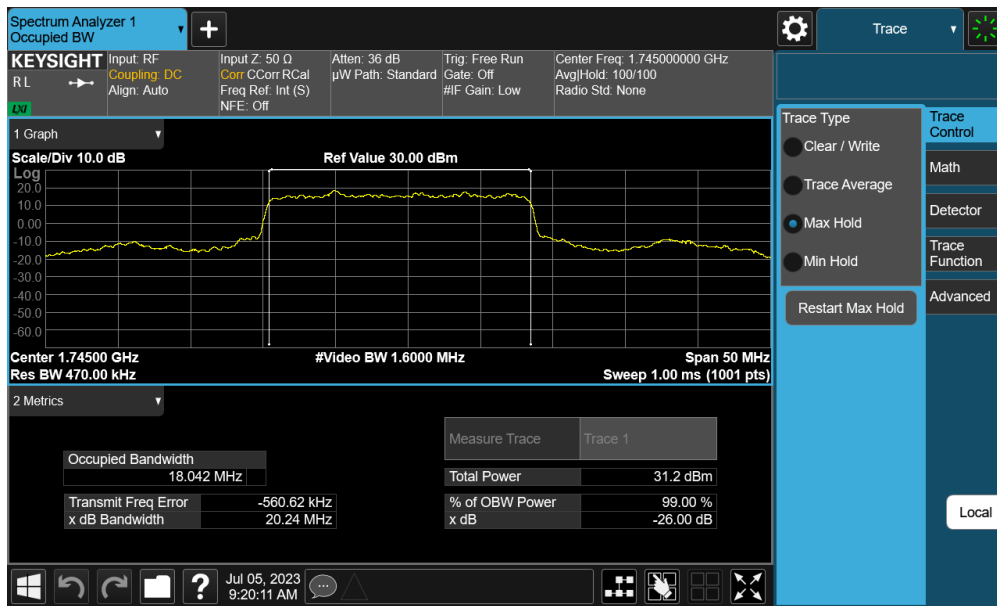 Spectrum Analyzer 1
Occupied BW
Trace
KEYSIGHT
R L
LXI
Input: RF
Coupling: DC
Align: Auto
Input Z: 50 Ω
Corr CCorr RCal
Freq Ref: Int (S)
NFE: Off
Atten: 36 dB
µW Path: Standard
Trig: Free Run
Gate: Off
#IF Gain: Low
Center Freq: 1.745000000 GHz
Avg|Hold: 100/100
Radio Std: None
1 Graph
Scale/Div 10.0 dB
Ref Value 30.00 dBm
Log
20.0
10.0
0.00
-10.0
-20.0
-30.0
-40.0
-50.0
-60.0
Center 1.74500 GHz
#Video BW 1.6000 MHz
Span 50 MHz
Res BW 470.00 kHz
Sweep 1.00 ms (1001 pts)
2 Metrics
Measure Trace
Trace 1
Occupied Bandwidth
18.042 MHz
Total Power
31.2 dBm
Transmit Freq Error
-560.62 kHz
% of OBW Power
99.00 %
x dB Bandwidth
20.24 MHz
x dB
-26.00 dB
Trace Type
Clear / Write
Trace Average
Max Hold
Min Hold
Restart Max Hold
Trace
Control
Math
Detector
Trace
Function
Advanced
Local
?
Jul 05, 2023
9:20:11 AM